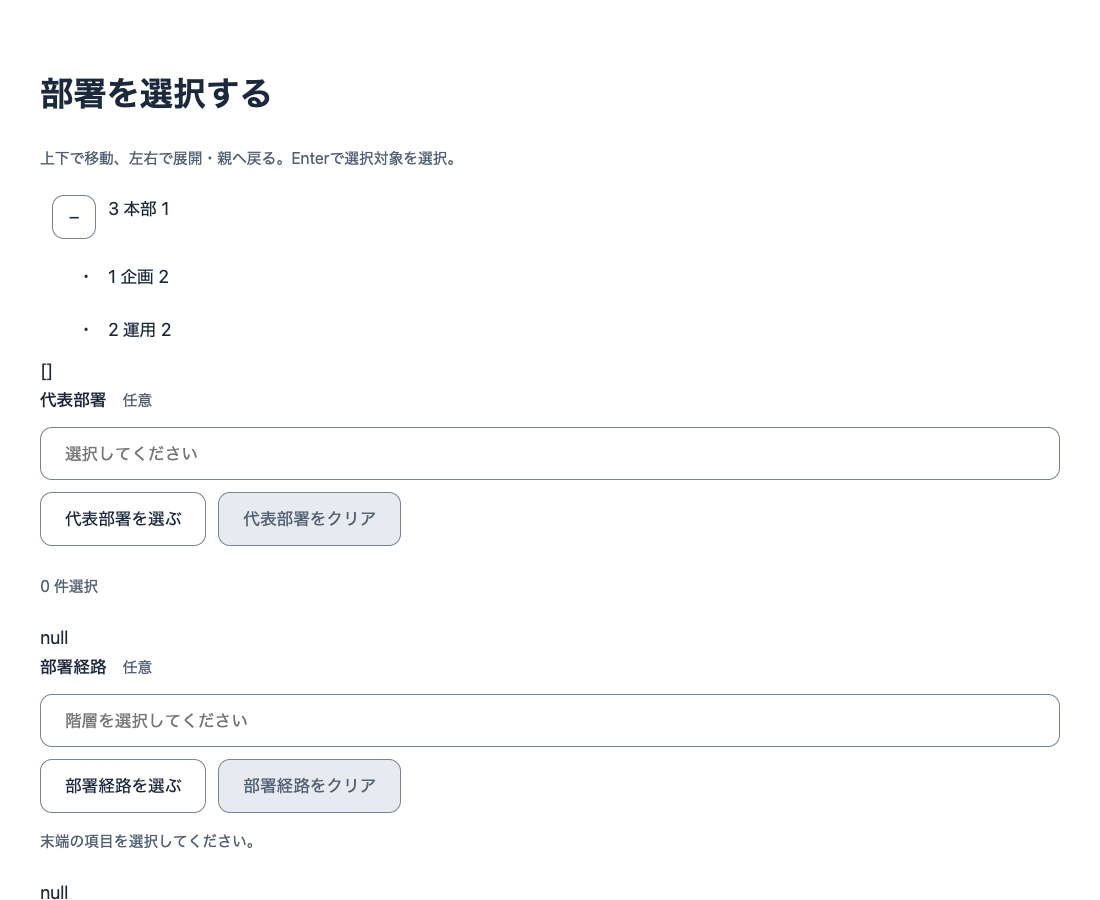 部署を選択する
上下で移動、左右で展開・親へ戻る。Enterで選択対象を選択。
− 3 本部 1
・ 1 企画 2
・ 2 運用 2
[]
代表部署 任意
選択してください
代表部署を選ぶ 代表部署をクリア
0 件選択
null
部署経路 任意
階層を選択してください
部署経路を選ぶ 部署経路をクリア
末端の項目を選択してください。
null